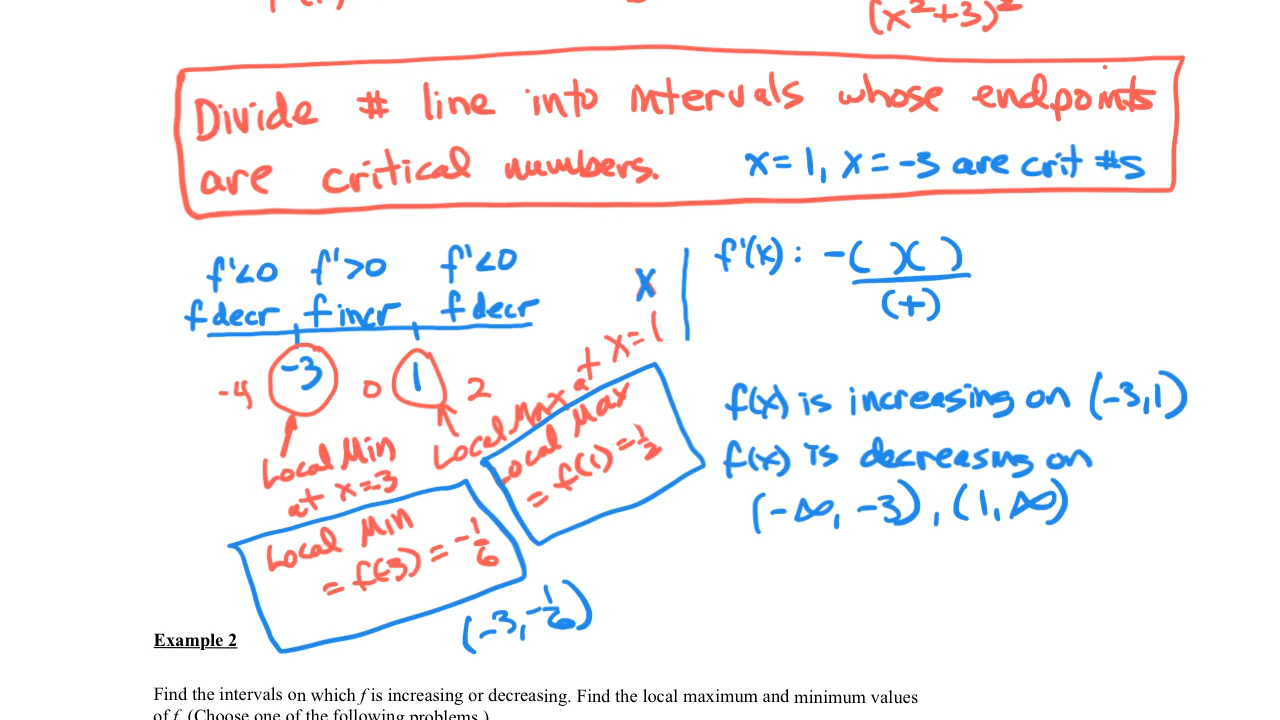 (x²+3)²
Divide # line into intervals whose endpoints
are critical numbers. x=1, x=-3 are crit #s
f'<0 f'>0 f'<0
f decr f incr f decr
-4 -3 0 1 2
x
f'(x): -( )( )
(+)
Local Min
at x=-3
Local Max at x=1
Local Min
= f(-3) = -1/6
Local Max
= f(1) = 1/2
(-3, -1/6)
f(x) is increasing on (-3,1)
f(x) is decreasing on
(-∞, -3), (1, ∞)
Example 2
Find the intervals on which f is increasing or decreasing. Find the local maximum and minimum values
of f. (Choose one of the following problems.)